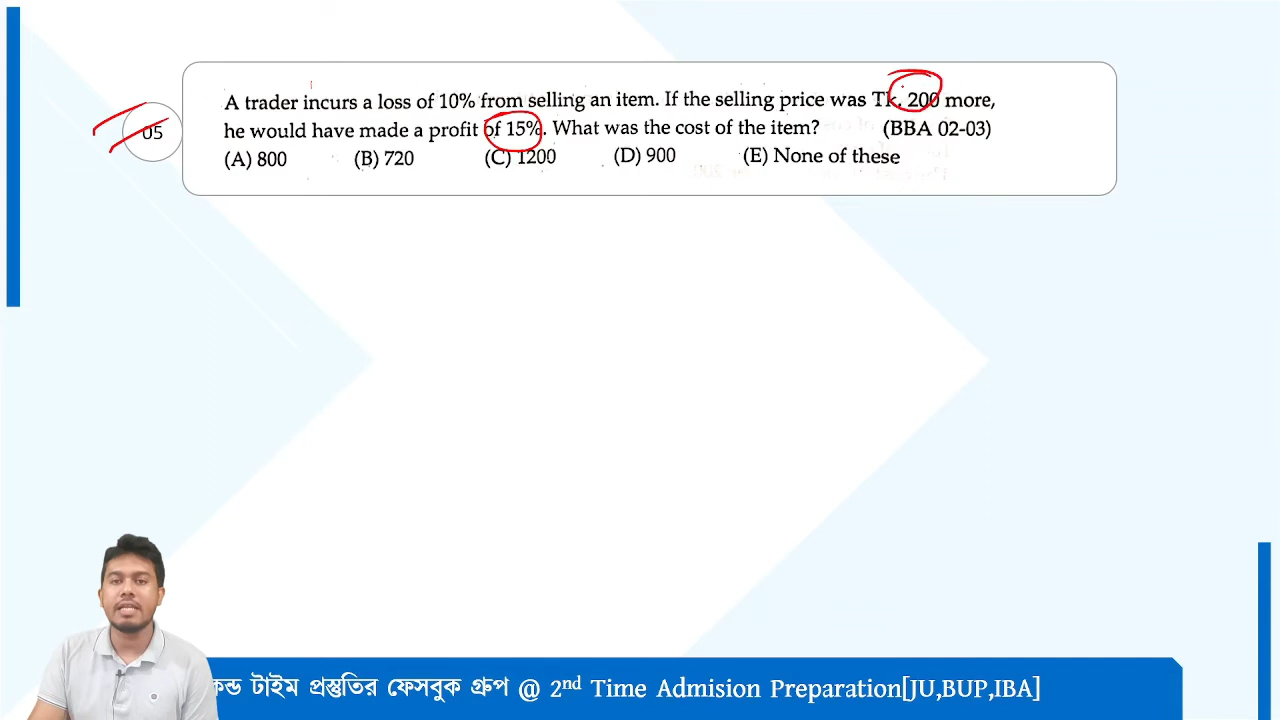 A trader incurs a loss of 10% from selling an item. If the selling price was Tk. 200 more,
05
he would have made a profit of 15%. What was the cost of the item? (BBA 02-03)
(A) 800 (B) 720 (C) 1200 (D) 900 (E) None of these
কেন্ড টাইম প্রস্তুতির ফেসবুক গ্রুপ @ 2nd Time Admision Preparation[JU,BUP,IBA]